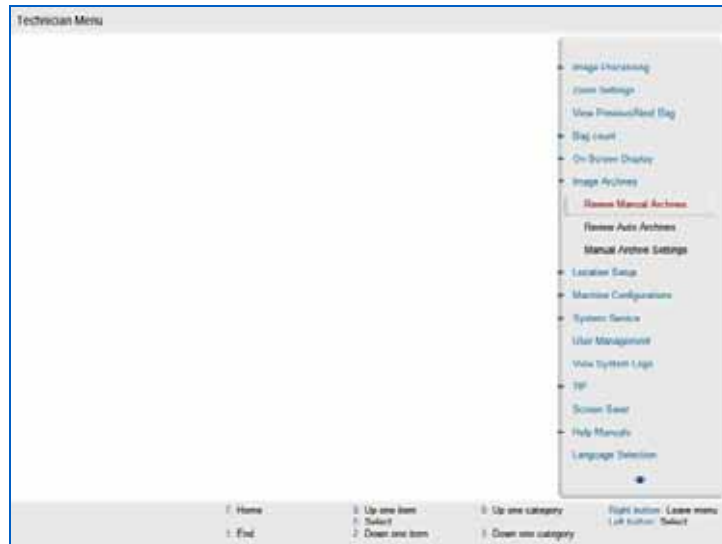 Technician Menu
Image Processing
Zoom Settings
View Previous/Next Bag
Bag count
On Screen Display
Image Archives
Review Manual Archives
Review Auto Archives
Manual Archive Settings
Location Setup
Machine Configurations
System Service
User Management
View System Logs
TIP
Screen Saver
Help Manuals
Language Selection
7 Home
8 Up one item
9 Up one category
Right button Leave menu
5 Select
Left button Select
1 End
2 Down one item
3 Down one category